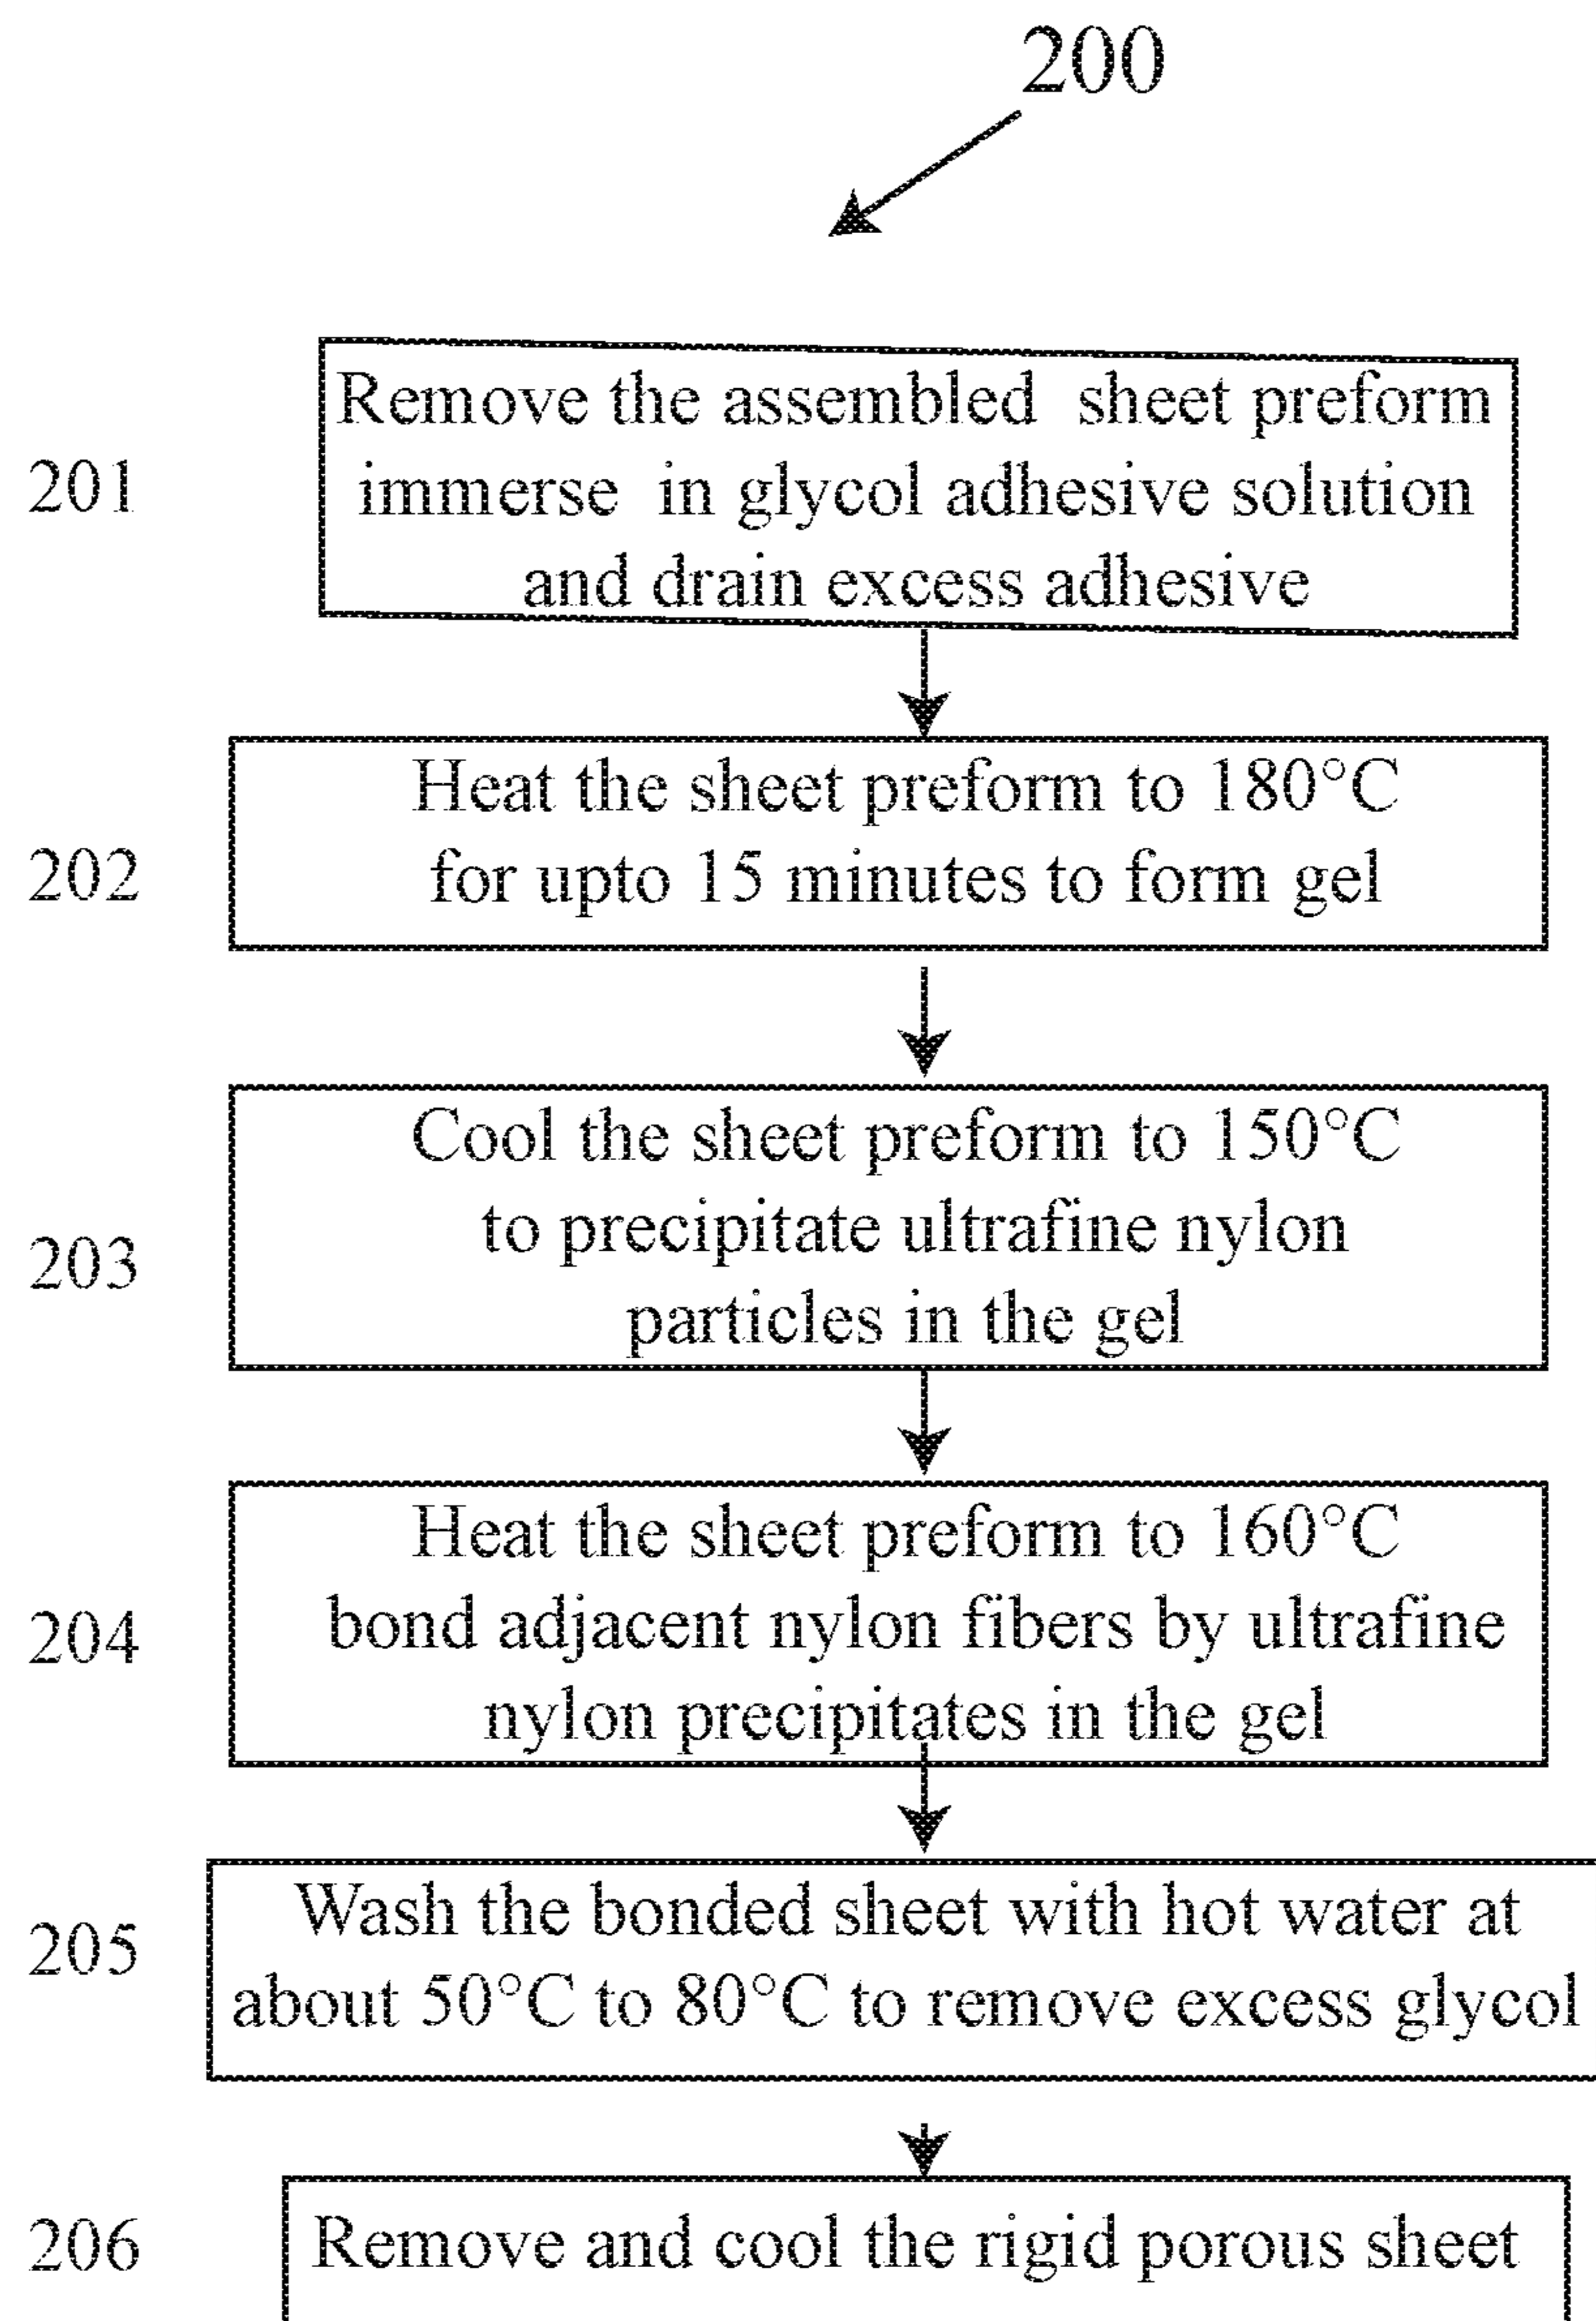 200
201
Remove the assembled sheet preform
immerse in glycol adhesive solution
and drain excess adhesive
202
Heat the sheet preform to 180°C
for upto 15 minutes to form gel
203
Cool the sheet preform to 150°C
to precipitate ultrafine nylon
particles in the gel
204
Heat the sheet preform to 160°C
bond adjacent nylon fibers by ultrafine
nylon precipitates in the gel
205
Wash the bonded sheet with hot water at
about 50°C to 80°C to remove excess glycol
206
Remove and cool the rigid porous sheet